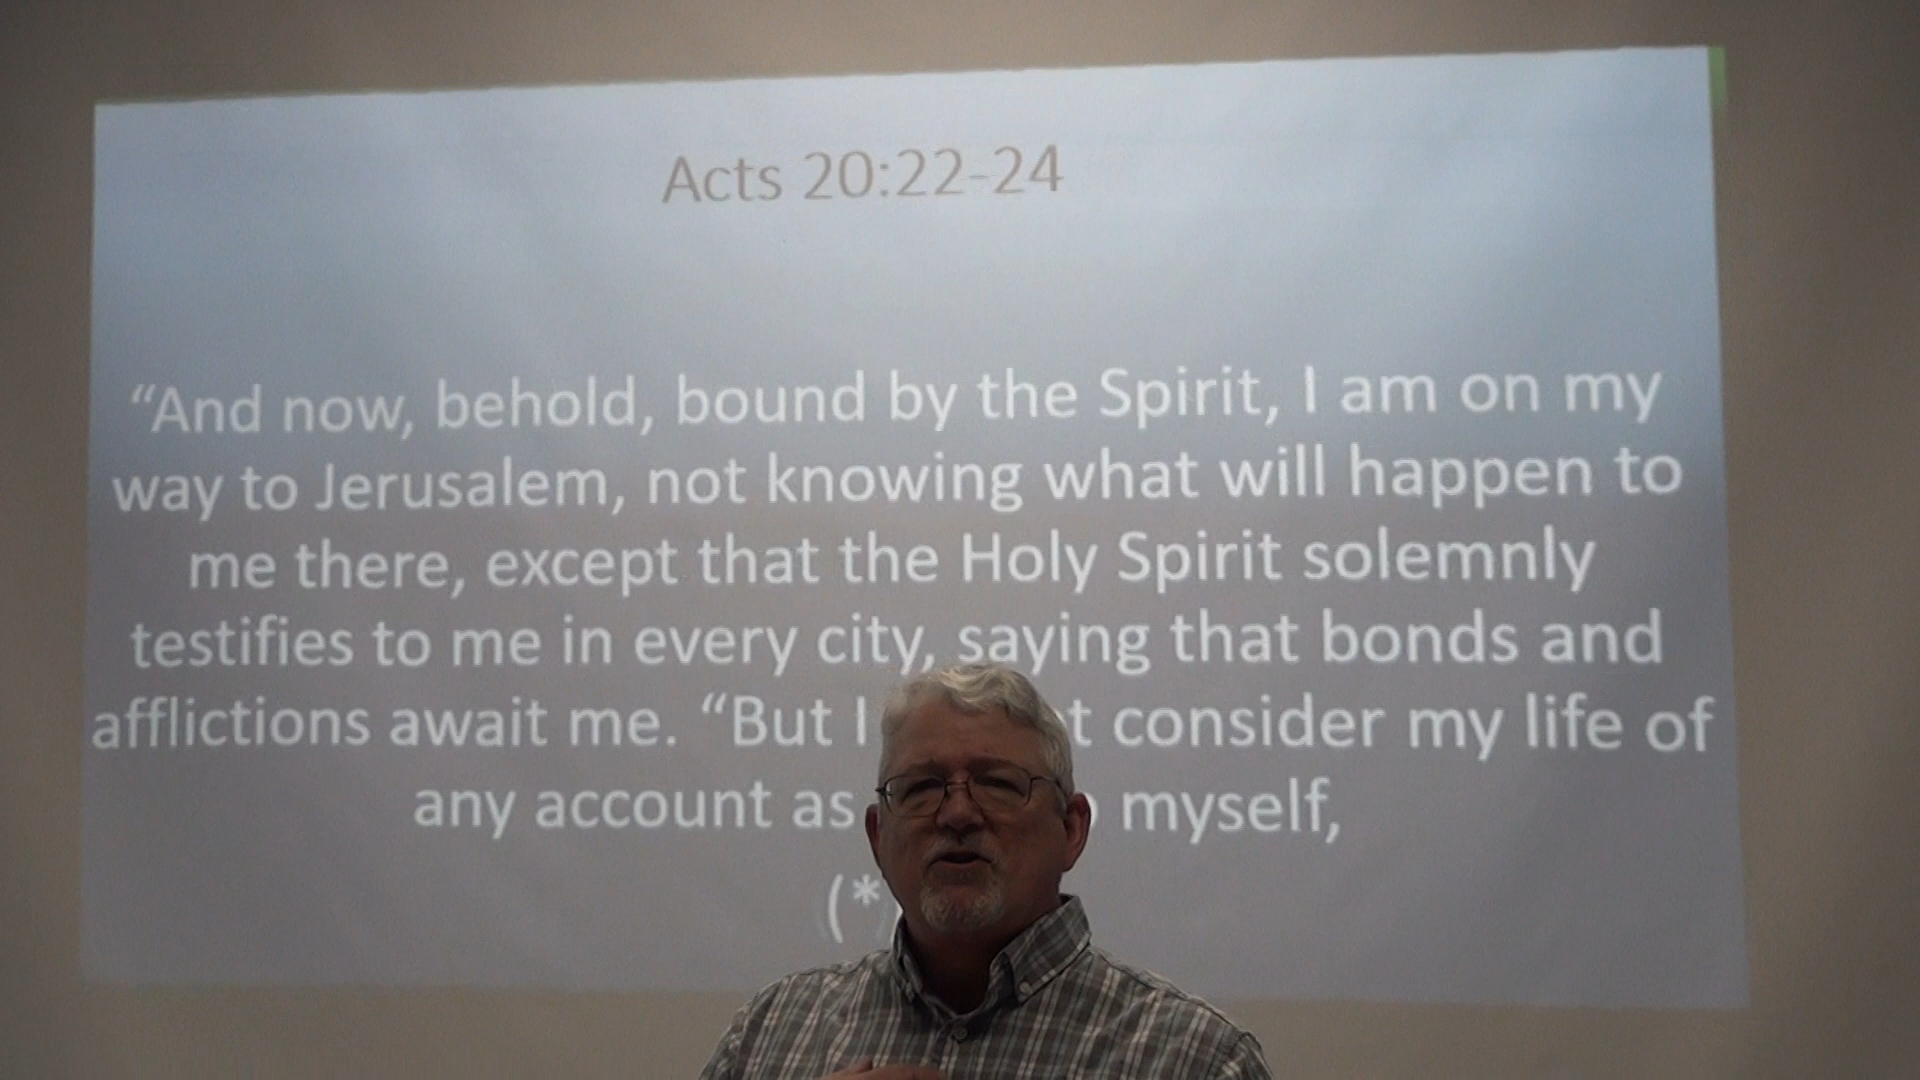 Acts 20:22-24
“And now, behold, bound by the Spirit, I am on my
way to Jerusalem, not knowing what will happen to
me there, except that the Holy Spirit solemnly
testifies to me in every city, saying that bonds and
afflictions await me. “But I consider my life of
any account as myself,
(*